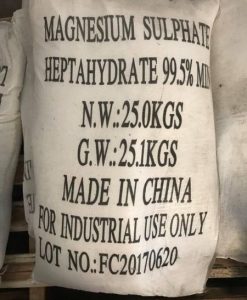 MAGNESIUM SULPHATE
HEPTAHYDRATE 99.5% MIN
N.W.:25.0KGS
G.W.:25.1KGS
MADE IN CHINA
FOR INDUSTRIAL USE ONLY
LOT NO.:FC20170620